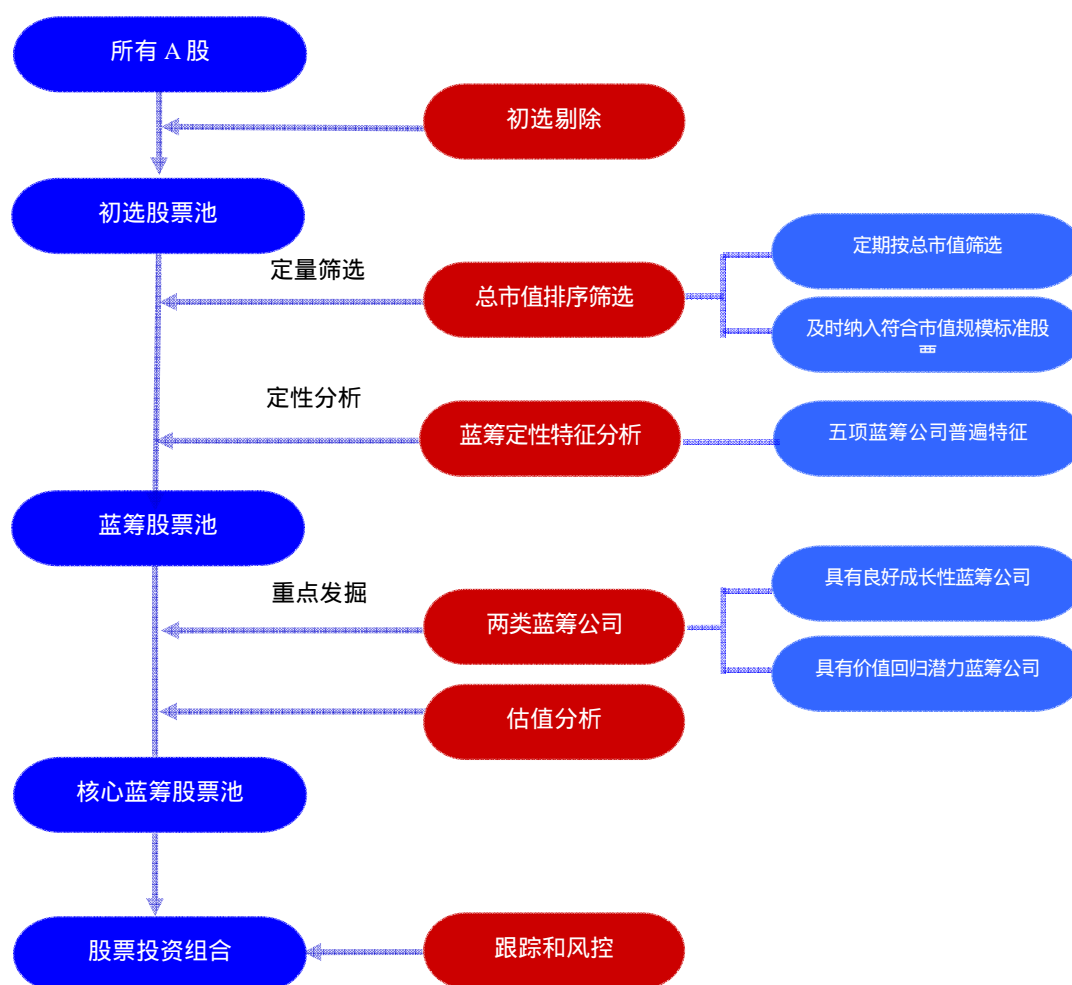 所有 A 股
初选剔除
初选股票池
定量筛选
总市值排序筛选
定期按总市值筛选
及时纳入符合市值规模标准股
票
定性分析
蓝筹定性特征分析
五项蓝筹公司普遍特征
蓝筹股票池
重点发掘
两类蓝筹公司
具有良好成长性蓝筹公司
具有价值回归潜力蓝筹公司
估值分析
核心蓝筹股票池
股票投资组合
跟踪和风控